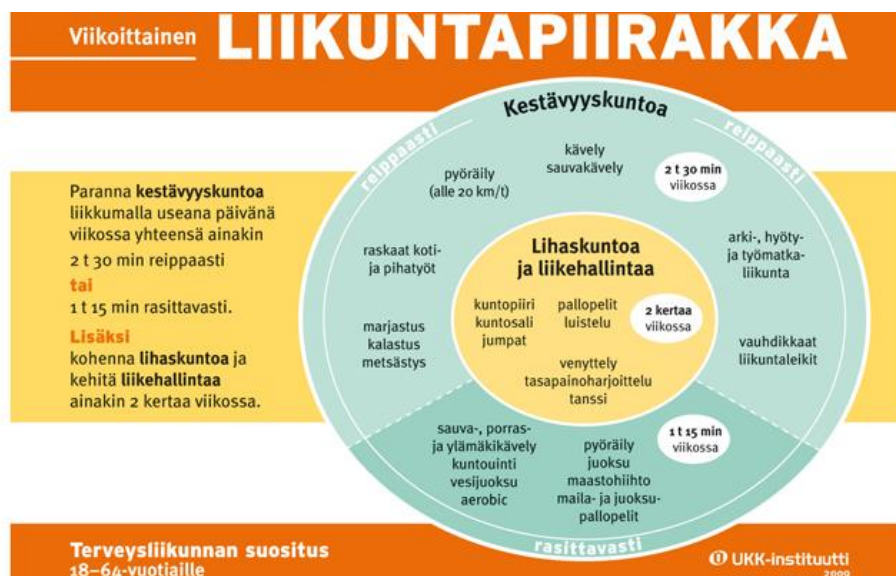 Viikoittainen LIIKUNTAPIIRAKKA
Paranna kestävyyskuntoa
liikkumalla useana päivänä
viikossa yhteensä ainakin
2 t 30 min reippaasti
tai
1 t 15 min rasittavasti.
Lisäksi
kohenna lihaskuntoa ja
kehitä liikehallintaa
ainakin 2 kertaa viikossa.
Kestävyyskuntoa
reippaasti
reippaasti
kävely
sauvakävely
2 t 30 min
viikossa
pyöräily
(alle 20 km/t)
raskaat koti-
ja pihatyöt
arki-, hyöty-
ja työmatka-
liikunta
marjastus
kalastus
metsästys
vauhdikkaat
liikuntaleikit
Lihaskuntoa
ja liikehallintaa
kuntopiiri
kuntosali
jumpat
pallopelit
luistelu
2 kertaa
viikossa
venyttely
tasapainoharjoittelu
tanssi
sauva-, porras-
ja ylämäkikävely
kuntouinti
vesijuoksu
aerobic
pyöräily
juoksu
maastohiihto
maila- ja juoksu-
pallopelit
1 t 15 min
viikossa
rasittavasti
Terveysliikunnan suositus
18–64-vuotiaille
UKK-instituutti
2009